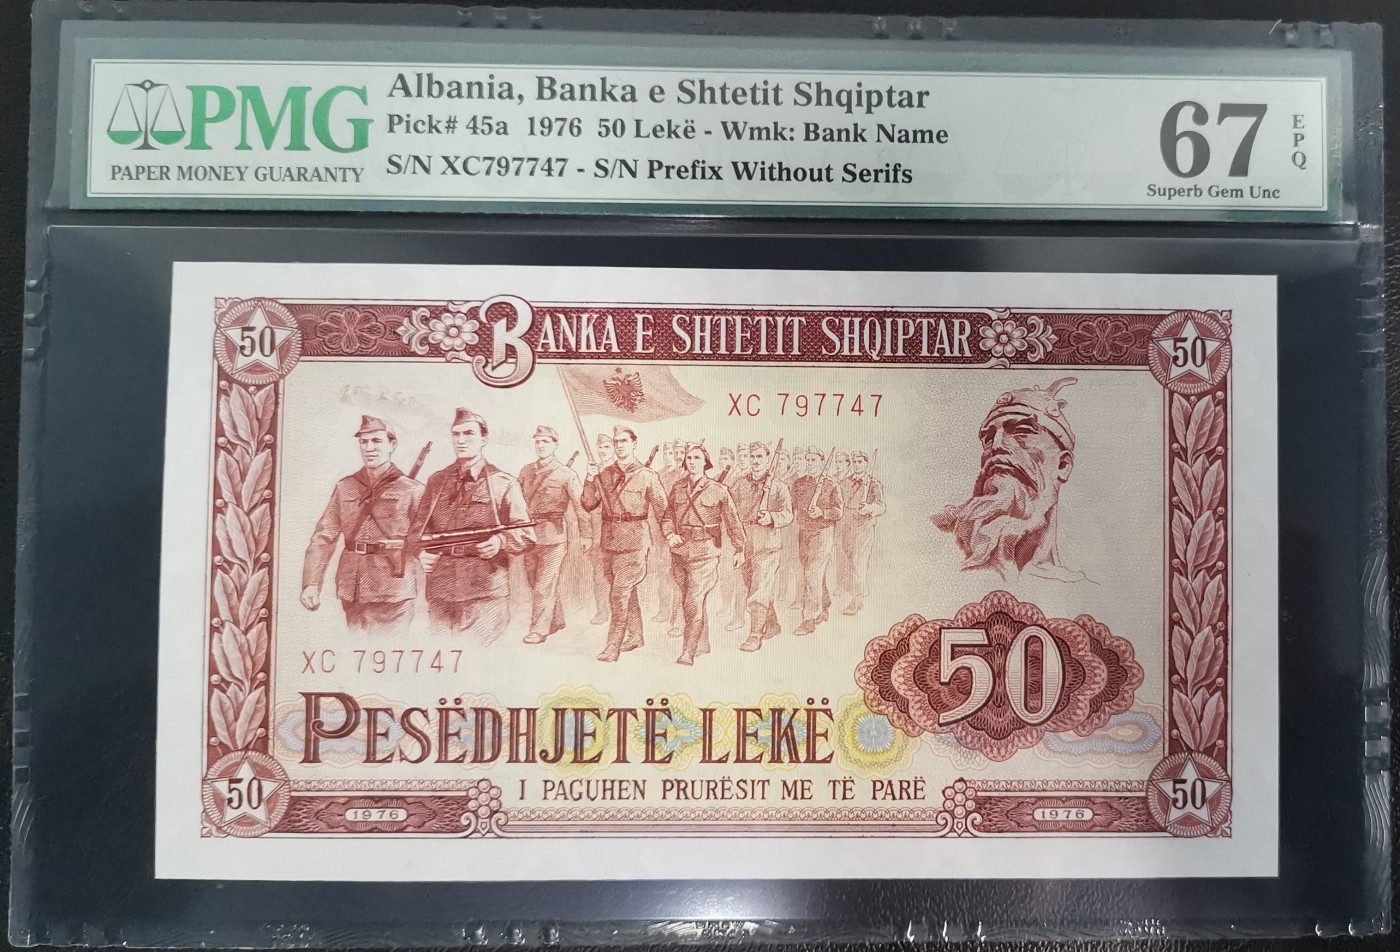 PMG
PAPER MONEY GUARANTY
Albania, Banka e Shtetit Shqiptar
Pick# 45a 1976 50 Lekë - Wmk: Bank Name
S/N XC797747 - S/N Prefix Without Serifs
67
EPQ
Superb Gem Unc
50
BANKA E SHTETIT SHQIPTAR
50
XC 797747
XC 797747
50
PESËDHJETË LEKË
I PAGUHEN PRURËSIT ME TË PARË
50
1976
1976
50